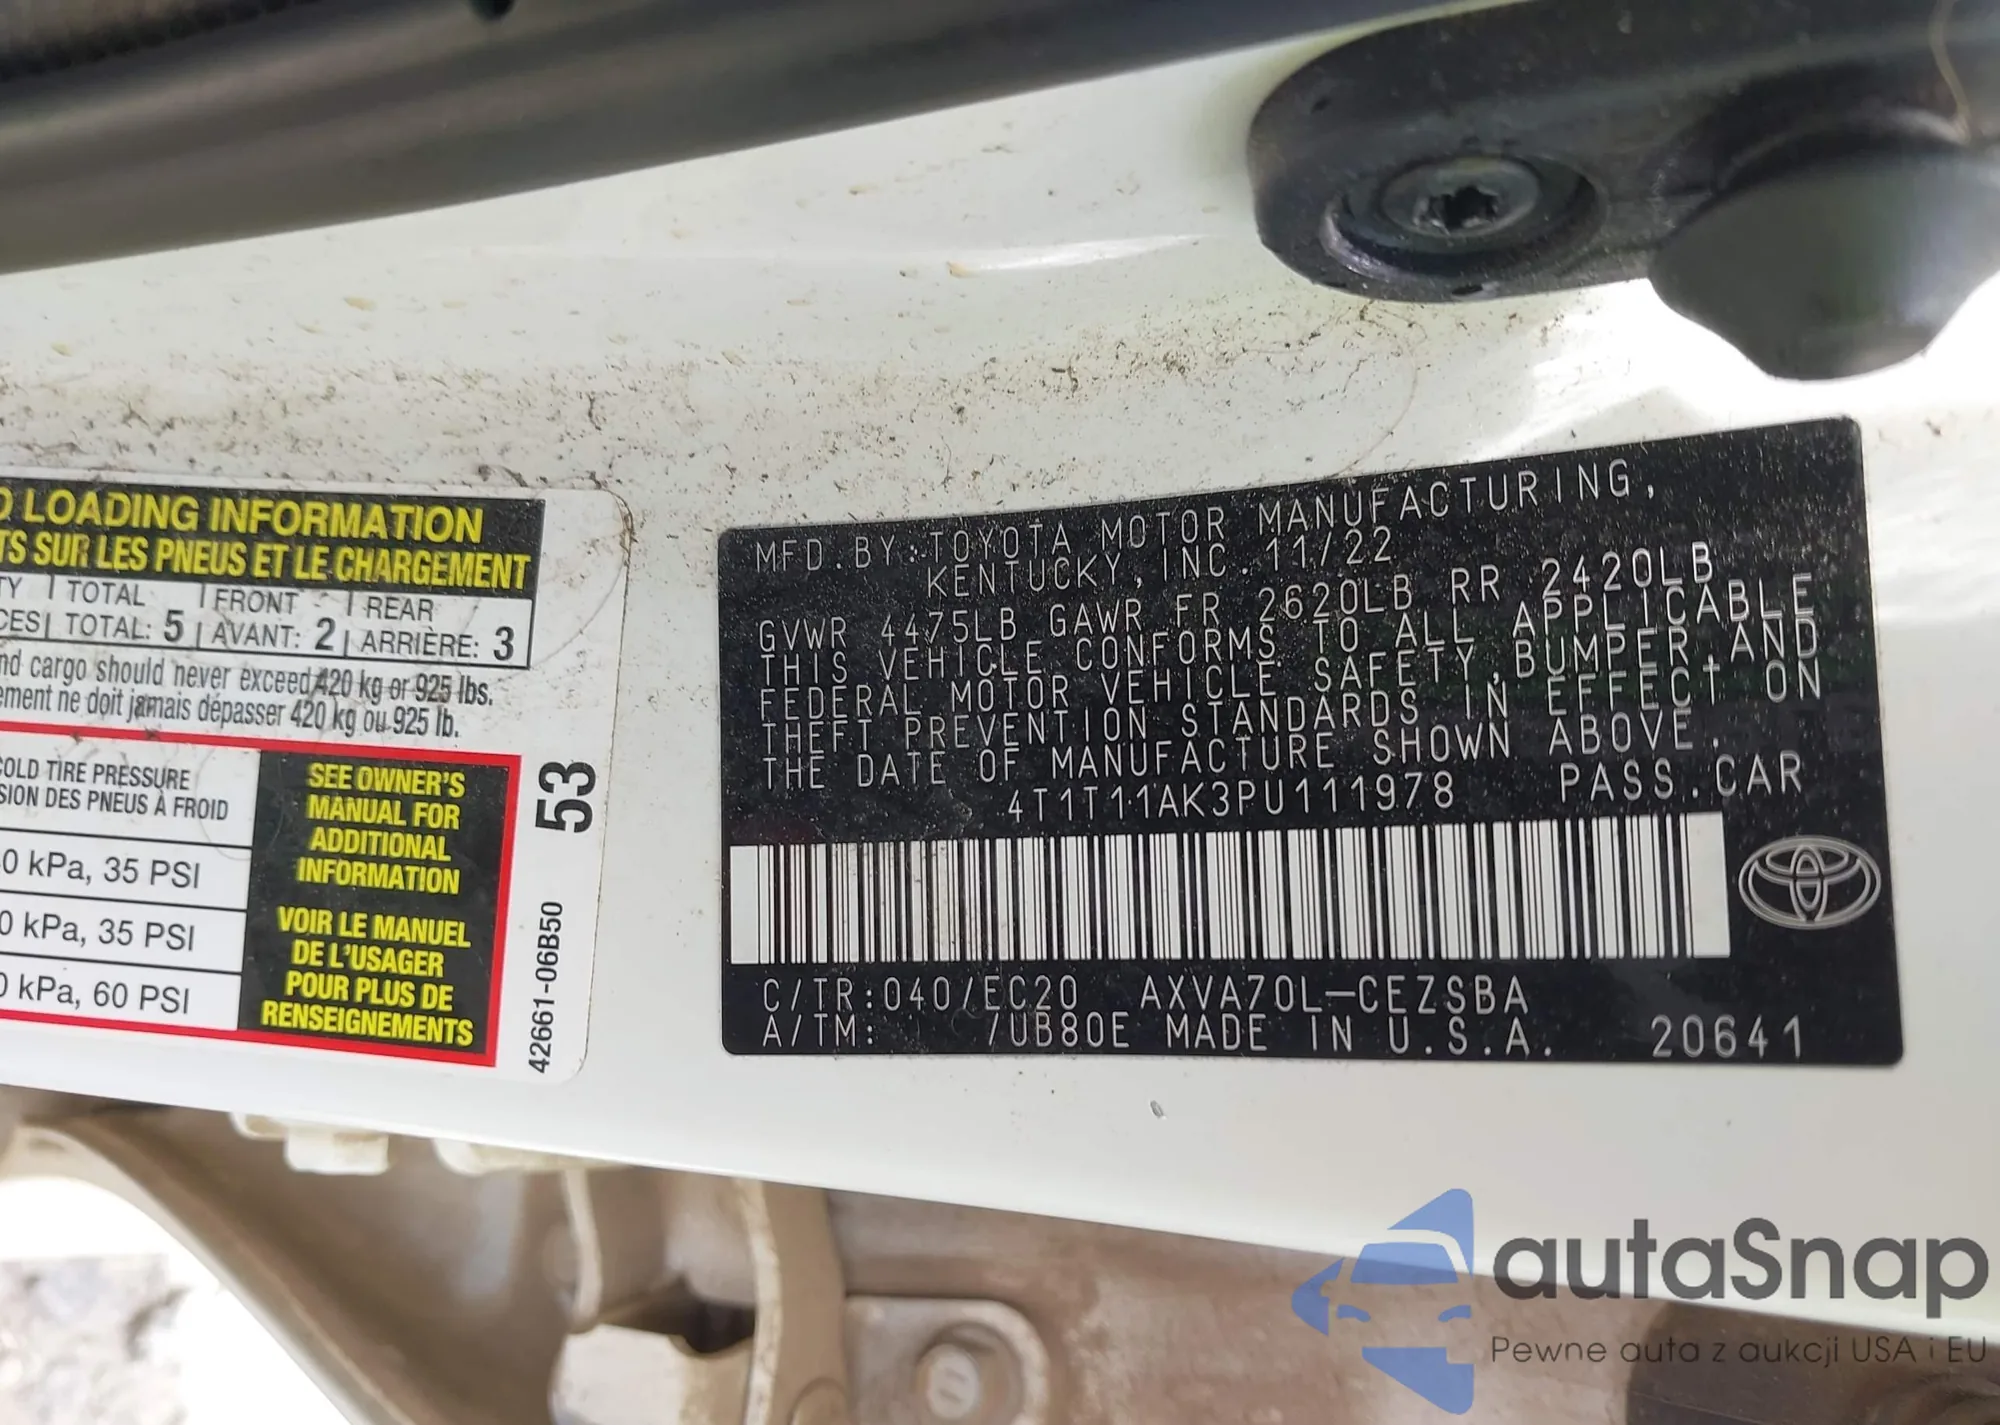 LOADING INFORMATION
SUR LES PNEUS ET LE CHARGEMENT
TOTAL FRONT REAR
TOTAL: 5 AVANT: 2 ARRIÈRE: 3
cargo should never exceed 420 kg or 925 lbs.
ne doit jamais dépasser 420 kg ou 925 lb.
COLD TIRE PRESSURE
DES PNEUS À FROID
0 kPa, 35 PSI
0 kPa, 35 PSI
0 kPa, 60 PSI
SEE OWNER'S
MANUAL FOR
ADDITIONAL
INFORMATION
VOIR LE MANUEL
DE L'USAGER
POUR PLUS DE
RENSEIGNEMENTS
53
42661-06B50
MFD.BY:TOYOTA MOTOR MANUFACTURING,
KENTUCKY,INC. 11/22
GVWR 4475LB GAWR FR 2620LB RR 2420LB
THIS VEHICLE CONFORMS TO ALL APPLICABLE
FEDERAL MOTOR VEHICLE SAFETY,BUMPER,AND
THEFT PREVENTION STANDARDS IN EFFECT ON
THE DATE OF MANUFACTURE SHOWN ABOVE.
4T1T11AK3PU111978 PASS.CAR
C/TR:040/EC20 AXVA70L-CEZSBA
A/TM: /UB80E MADE IN U.S.A. 20641
autaSnap
Pewne auta z aukcji USA i EU